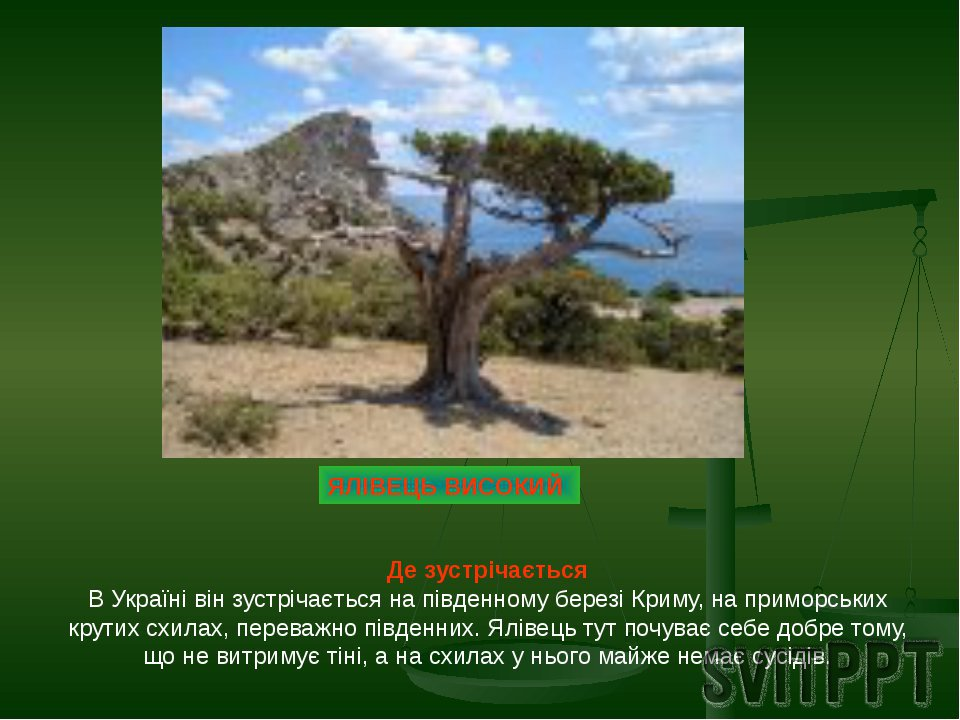 ЯЛІВЕЦЬ ВИСОКИЙ
Де зустрічається
В Україні він зустрічається на південному березі Криму, на приморських
крутих схилах, переважно південних. Ялівець тут почуває себе добре тому,
що не витримує тіні, а на схилах у нього майже немає сусідів.
SVITPPT